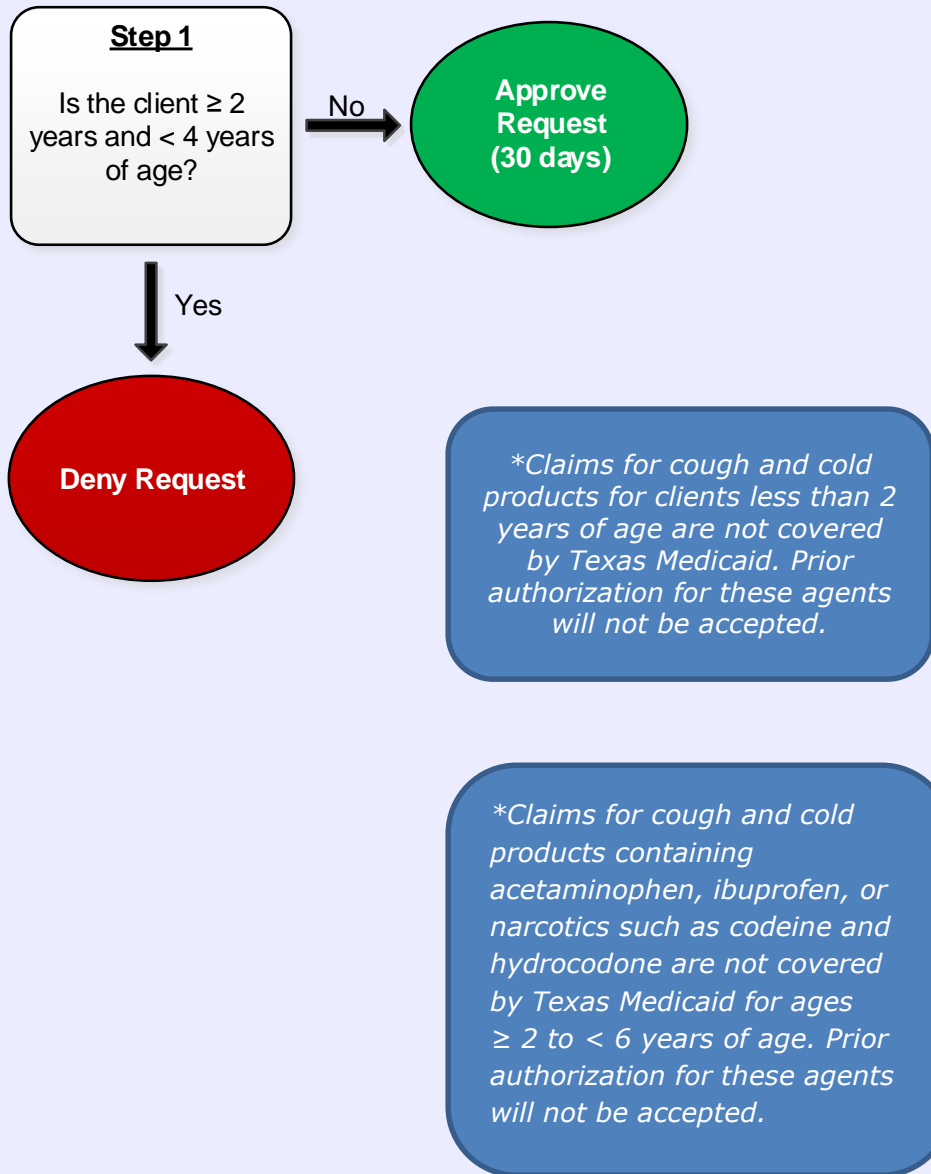 Step 1
Is the client ≥ 2
years and < 4 years
of age?
No
Approve
Request
(30 days)
Yes
Deny Request
*Claims for cough and cold
products for clients less than 2
years of age are not covered
by Texas Medicaid. Prior
authorization for these agents
will not be accepted.
*Claims for cough and cold
products containing
acetaminophen, ibuprofen, or
narcotics such as codeine and
hydrocodone are not covered
by Texas Medicaid for ages
≥ 2 to < 6 years of age. Prior
authorization for these agents
will not be accepted.